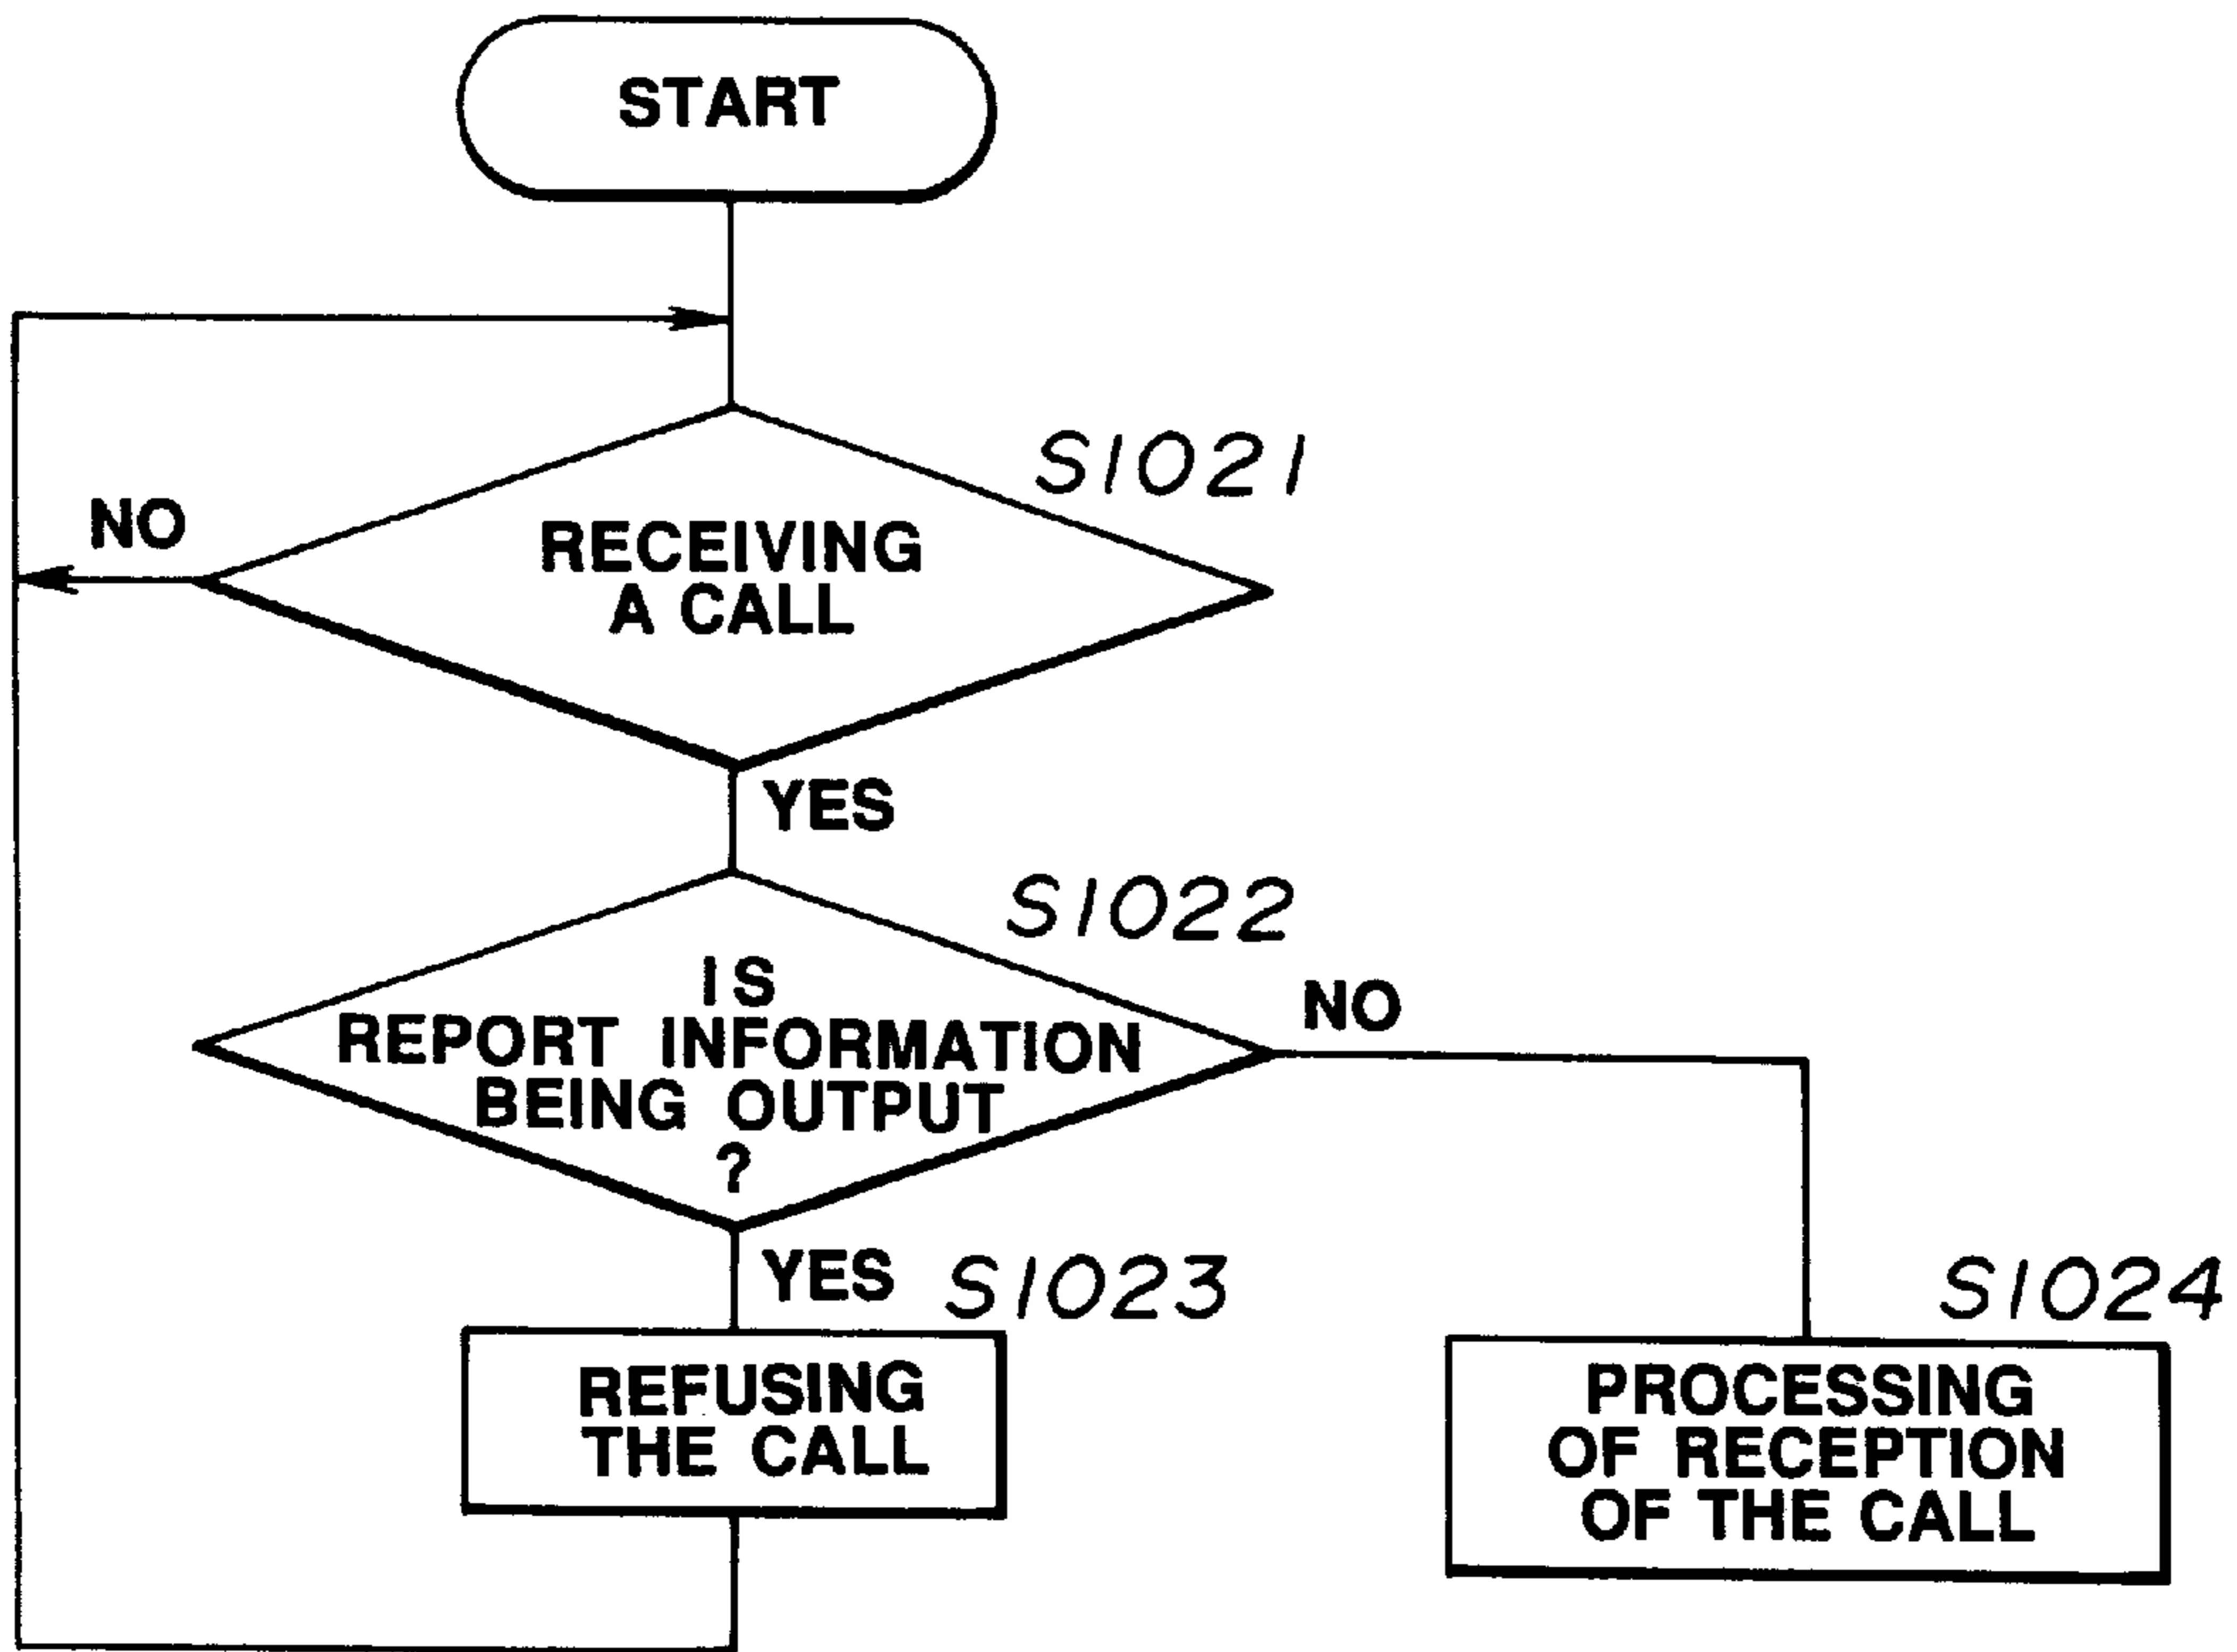 START
S1021
NO
RECEIVING
A CALL
YES
S1022
IS
REPORT INFORMATION
BEING OUTPUT
?
NO
YES
S1023
S1024
REFUSING
THE CALL
PROCESSING
OF RECEPTION
OF THE CALL